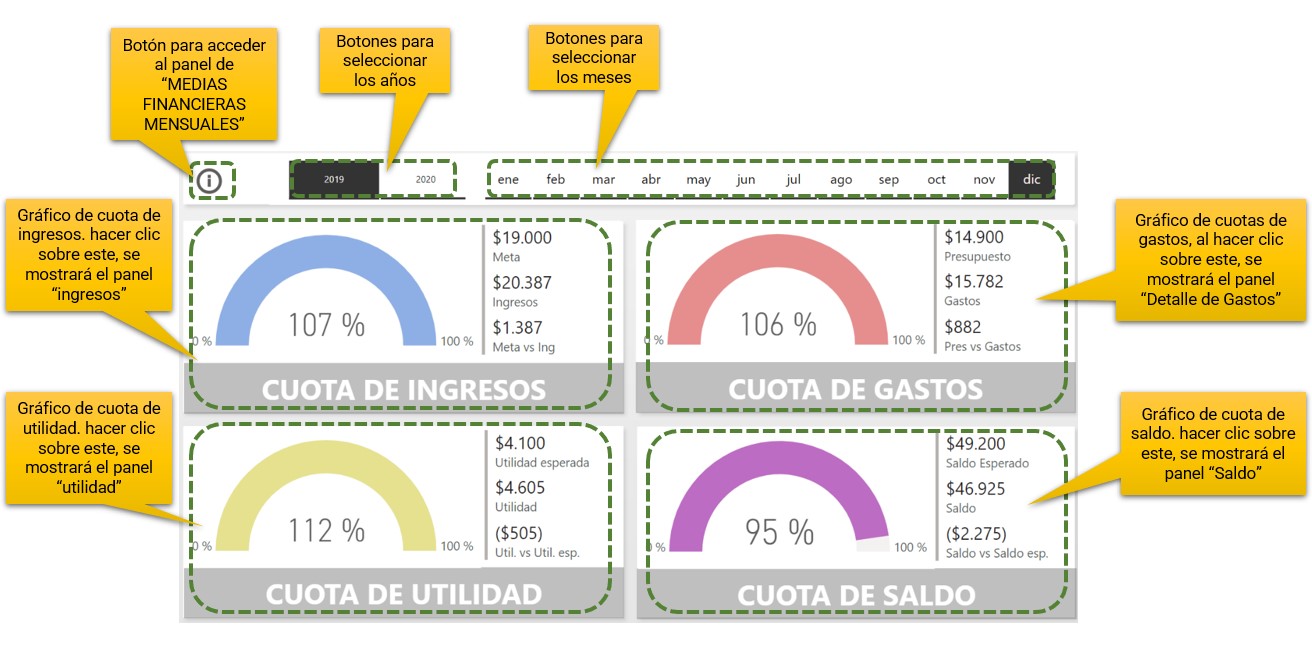 Botón para acceder
al panel de
“MEDIAS
FINANCIERAS
MENSUALES”
Botones para
seleccionar
los años
Botones para
seleccionar
los meses
2019
2020
ene
feb
mar
abr
may
jun
jul
ago
sep
oct
nov
dic
Gráfico de cuota de
ingresos. hacer clic
sobre este, se
mostrará el panel
“ingresos”
107 %
0 %
100 %
$19.000
Meta
$20.387
Ingresos
$1.387
Meta vs Ing
CUOTA DE INGRESOS
106 %
0 %
100 %
$14.900
Presupuesto
$15.782
Gastos
$882
Pres vs Gastos
CUOTA DE GASTOS
Gráfico de cuotas de
gastos, al hacer clic
sobre este, se
mostrará el panel
“Detalle de Gastos”
Gráfico de cuota de
utilidad. hacer clic
sobre este, se
mostrará el panel
“utilidad”
112 %
0 %
100 %
$4.100
Utilidad esperada
$4.605
Utilidad
($505)
Util. vs Util. esp.
CUOTA DE UTILIDAD
95 %
0 %
100 %
$49.200
Saldo Esperado
$46.925
Saldo
($2.275)
Saldo vs Saldo esp.
CUOTA DE SALDO
Gráfico de cuota de
saldo. hacer clic sobre
este, se mostrará el
panel “Saldo”